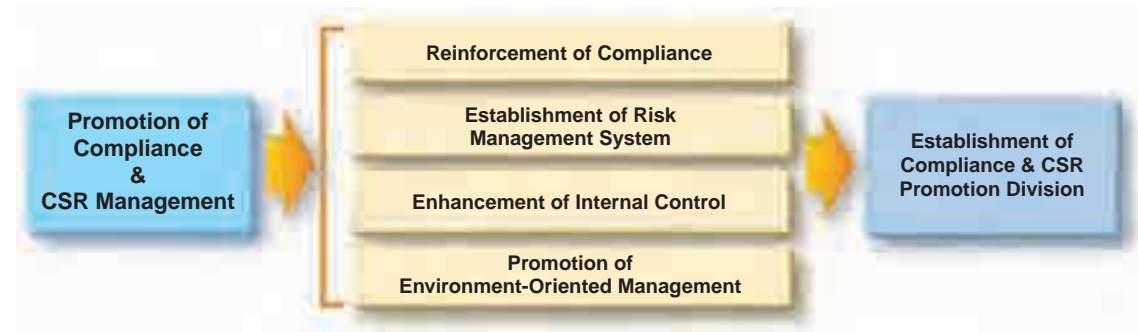 Promotion of
Compliance
&
CSR Management
Reinforcement of Compliance
Establishment of Risk
Management System
Enhancement of Internal Control
Promotion of
Environment-Oriented Management
Establishment of
Compliance & CSR
Promotion Division